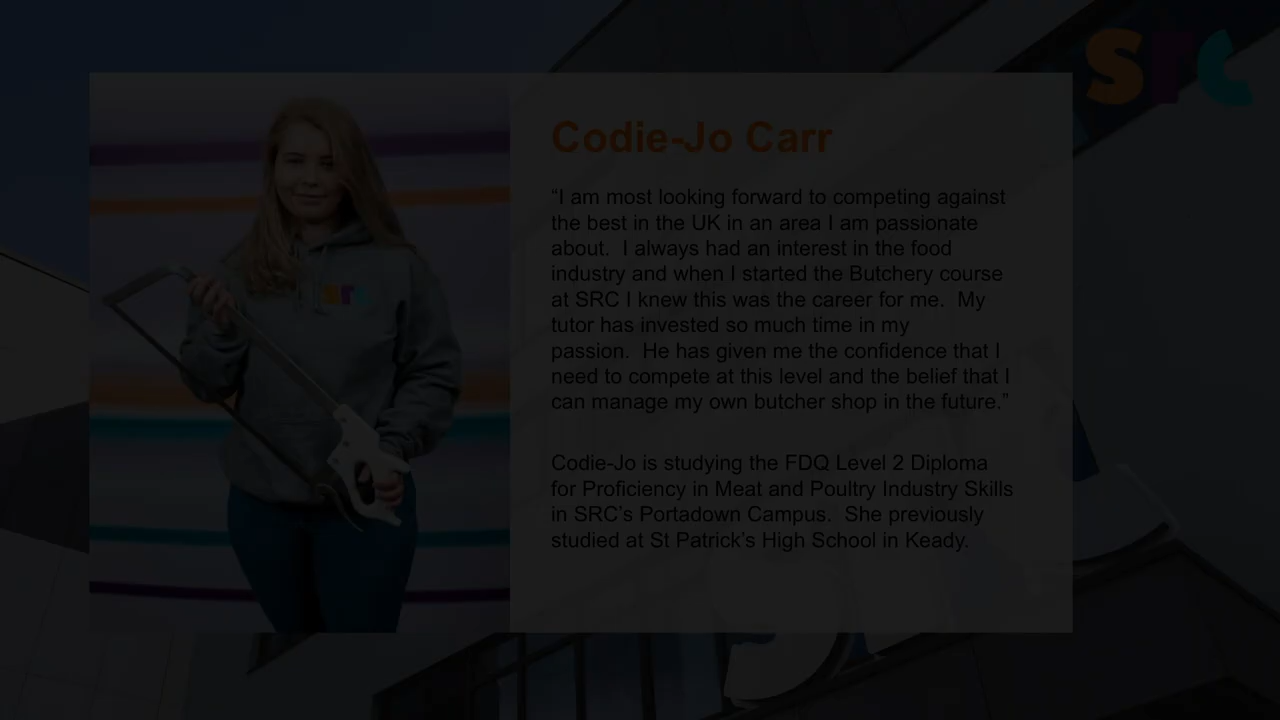 SRC
Codie-Jo Carr
“I am most looking forward to competing against
the best in the UK in an area I am passionate
about.  I always had an interest in the food
industry and when I started the Butchery course
at SRC I knew this was the career for me.  My
tutor has invested so much time in my
passion.  He has given me the confidence that I
need to compete at this level and the belief that I
can manage my own butcher shop in the future.”
Codie-Jo is studying the FDQ Level 2 Diploma
for Proficiency in Meat and Poultry Industry Skills
in SRC’s Portadown Campus.  She previously
studied at St Patrick’s High School in Keady.
src